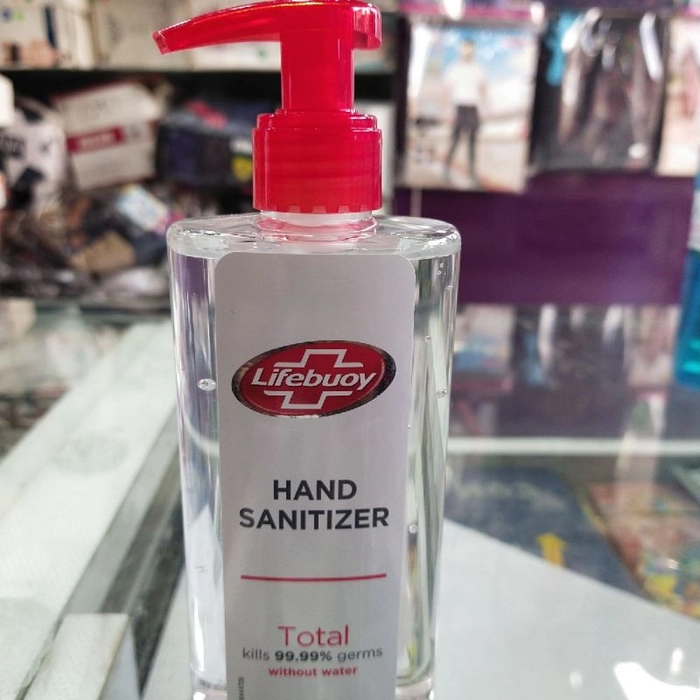 Lifebuoy
HAND
SANITIZER
Total
kills 99.99% germs
without water